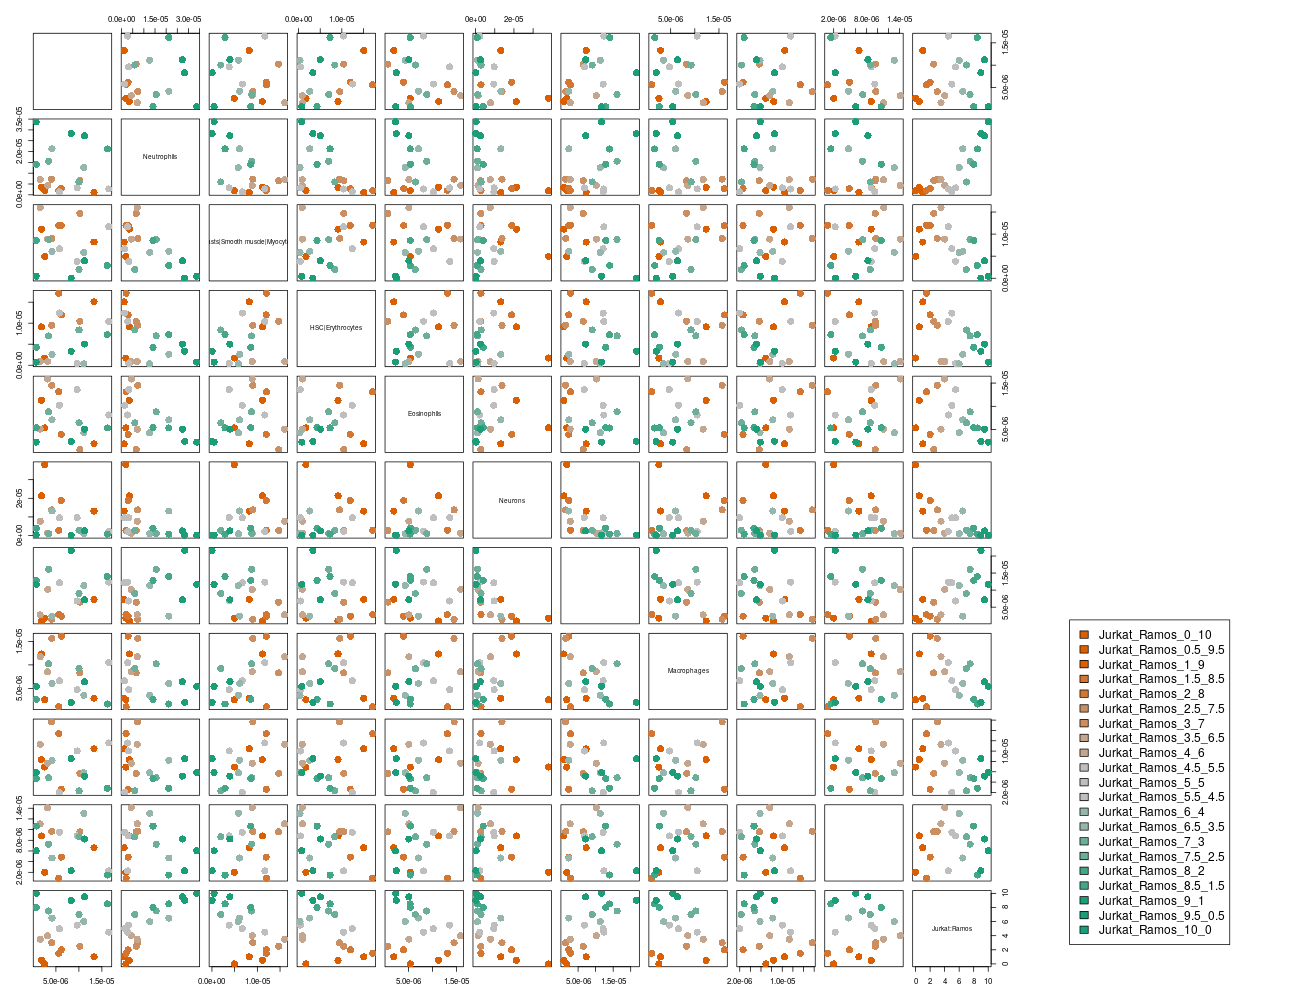 0.0e+00 1.5e-05 3.0e-05
0.0e+00 1.0e-05
0e+00 2e-05
5.0e-06 1.5e-05
2.0e-06 8.0e-06 1.4e-05
5.0e-06 1.5e-05
0.0e+00 2.0e-05 3.5e-05
Neutrophils
sts|Smooth muscle|Myocyt
0.0e+00 1.0e-05
0.0e+00 1.0e-05
HSC|Erythrocytes
Eosinophils
5.0e-06 1.5e-05
0e+00 2e-05
Neurons
5.0e-06 1.5e-05
5.0e-06 1.5e-05
Macrophages
2.0e-06 1.0e-05
2.0e-06 8.0e-06 1.4e-05
Jurkat:Ramos
0 2 4 6 8 10
5.0e-06 1.5e-05
0.0e+00 1.0e-05
5.0e-06 1.5e-05
5.0e-06 1.5e-05
2.0e-06 1.0e-05
0 2 4 6 8 10
Jurkat_Ramos_0_10
Jurkat_Ramos_0.5_9.5
Jurkat_Ramos_1_9
Jurkat_Ramos_1.5_8.5
Jurkat_Ramos_2_8
Jurkat_Ramos_2.5_7.5
Jurkat_Ramos_3_7
Jurkat_Ramos_3.5_6.5
Jurkat_Ramos_4_6
Jurkat_Ramos_4.5_5.5
Jurkat_Ramos_5_5
Jurkat_Ramos_5.5_4.5
Jurkat_Ramos_6_4
Jurkat_Ramos_6.5_3.5
Jurkat_Ramos_7_3
Jurkat_Ramos_7.5_2.5
Jurkat_Ramos_8_2
Jurkat_Ramos_8.5_1.5
Jurkat_Ramos_9_1
Jurkat_Ramos_9.5_0.5
Jurkat_Ramos_10_0